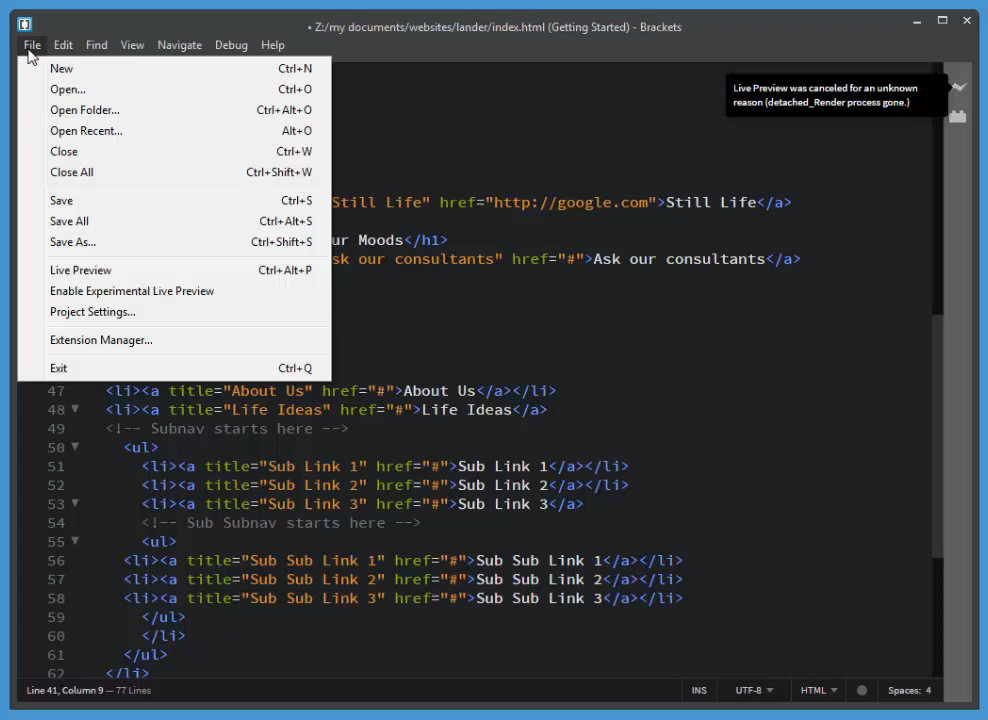 • Z:/my documents/websites/lander/index.html (Getting Started) - Brackets
File Edit Find View Navigate Debug Help
New Ctrl+N
Open... Ctrl+O
Open Folder... Ctrl+Alt+O
Open Recent... Alt+O
Close Ctrl+W
Close All Ctrl+Shift+W
Save Ctrl+S
Save All Ctrl+Alt+S
Save As... Ctrl+Shift+S
Live Preview Ctrl+Alt+P
Enable Experimental Live Preview
Project Settings...
Extension Manager...
Exit Ctrl+Q
Live Preview was canceled for an unknown
reason (detached_Render process gone.)
Still Life" href="http://google.com">Still Life</a>
ur Moods</h1>
sk our consultants" href="#">Ask our consultants</a>
47 <li><a title="About Us" href="#">About Us</a></li>
48 <li><a title="Life Ideas" href="#">Life Ideas</a>
49 <!-- Subnav starts here -->
50 <ul>
51 <li><a title="Sub Link 1" href="#">Sub Link 1</a></li>
52 <li><a title="Sub Link 2" href="#">Sub Link 2</a></li>
53 <li><a title="Sub Link 3" href="#">Sub Link 3</a>
54 <!-- Sub Subnav starts here -->
55 <ul>
56 <li><a title="Sub Sub Link 1" href="#">Sub Sub Link 1</a></li>
57 <li><a title="Sub Sub Link 2" href="#">Sub Sub Link 2</a></li>
58 <li><a title="Sub Sub Link 3" href="#">Sub Sub Link 3</a></li>
59 </ul>
60 </li>
61 </ul>
62 </li>
Line 41, Column 9 — 77 Lines INS UTF-8 HTML Spaces: 4